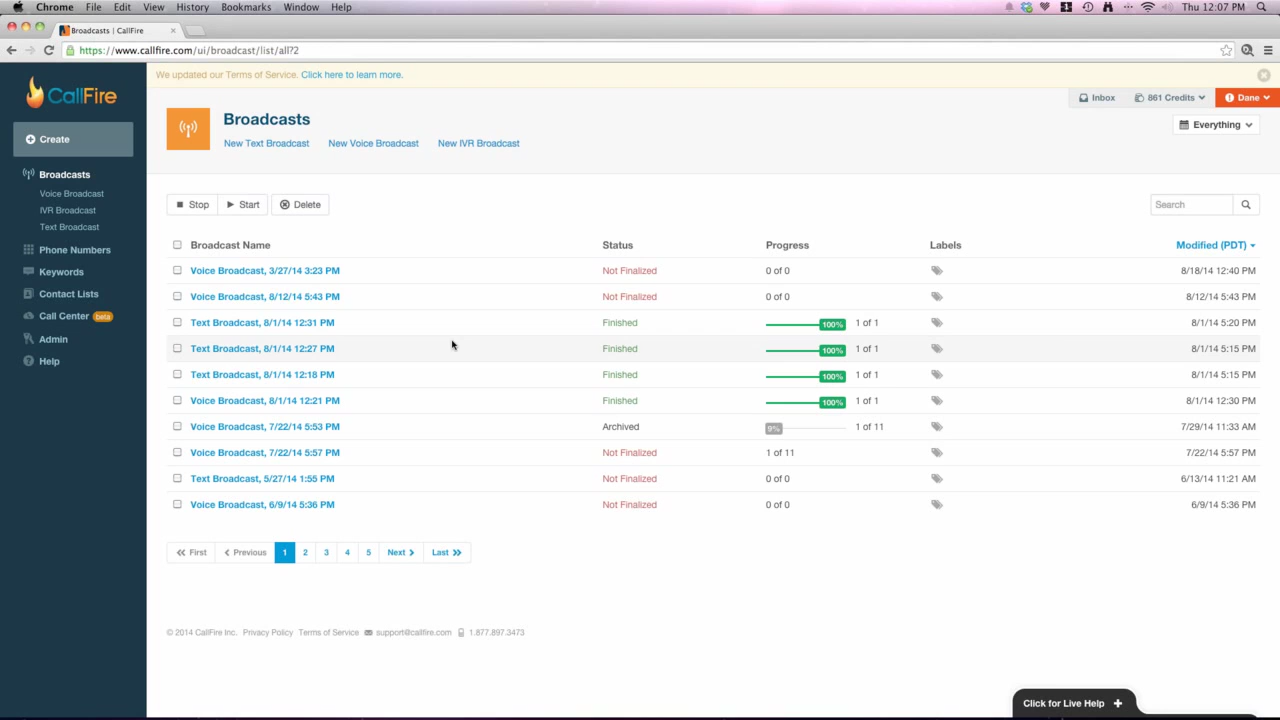 Chrome File Edit View History Bookmarks Window Help Thu 12:07 PM
Broadcasts | CallFire
https://www.callfire.com/ui/broadcast/list/all?2
We updated our Terms of Service. Click here to learn more.
CallFire
Inbox 861 Credits Dane
Create
Broadcasts
New Text Broadcast New Voice Broadcast New IVR Broadcast
Everything
Broadcasts
Voice Broadcast
IVR Broadcast
Text Broadcast
Phone Numbers
Keywords
Contact Lists
Call Center beta
Admin
Help
Stop Start Delete Search
Broadcast Name Status Progress Labels Modified (PDT)
Voice Broadcast, 3/27/14 3:23 PM Not Finalized 0 of 0 8/18/14 12:40 PM
Voice Broadcast, 8/12/14 5:43 PM Not Finalized 0 of 0 8/12/14 5:43 PM
Text Broadcast, 8/1/14 12:31 PM Finished 100% 1 of 1 8/1/14 5:20 PM
Text Broadcast, 8/1/14 12:27 PM Finished 100% 1 of 1 8/1/14 5:15 PM
Text Broadcast, 8/1/14 12:18 PM Finished 100% 1 of 1 8/1/14 5:15 PM
Voice Broadcast, 8/1/14 12:21 PM Finished 100% 1 of 1 8/1/14 12:30 PM
Voice Broadcast, 7/22/14 5:53 PM Archived 9% 1 of 11 7/29/14 11:33 AM
Voice Broadcast, 7/22/14 5:57 PM Not Finalized 1 of 11 7/22/14 5:57 PM
Text Broadcast, 5/27/14 1:55 PM Not Finalized 0 of 0 6/13/14 11:21 AM
Voice Broadcast, 6/9/14 5:36 PM Not Finalized 0 of 0 6/9/14 5:36 PM
First Previous 1 2 3 4 5 Next Last
© 2014 CallFire Inc. Privacy Policy Terms of Service support@callfire.com 1.877.897.3473
Click for Live Help +